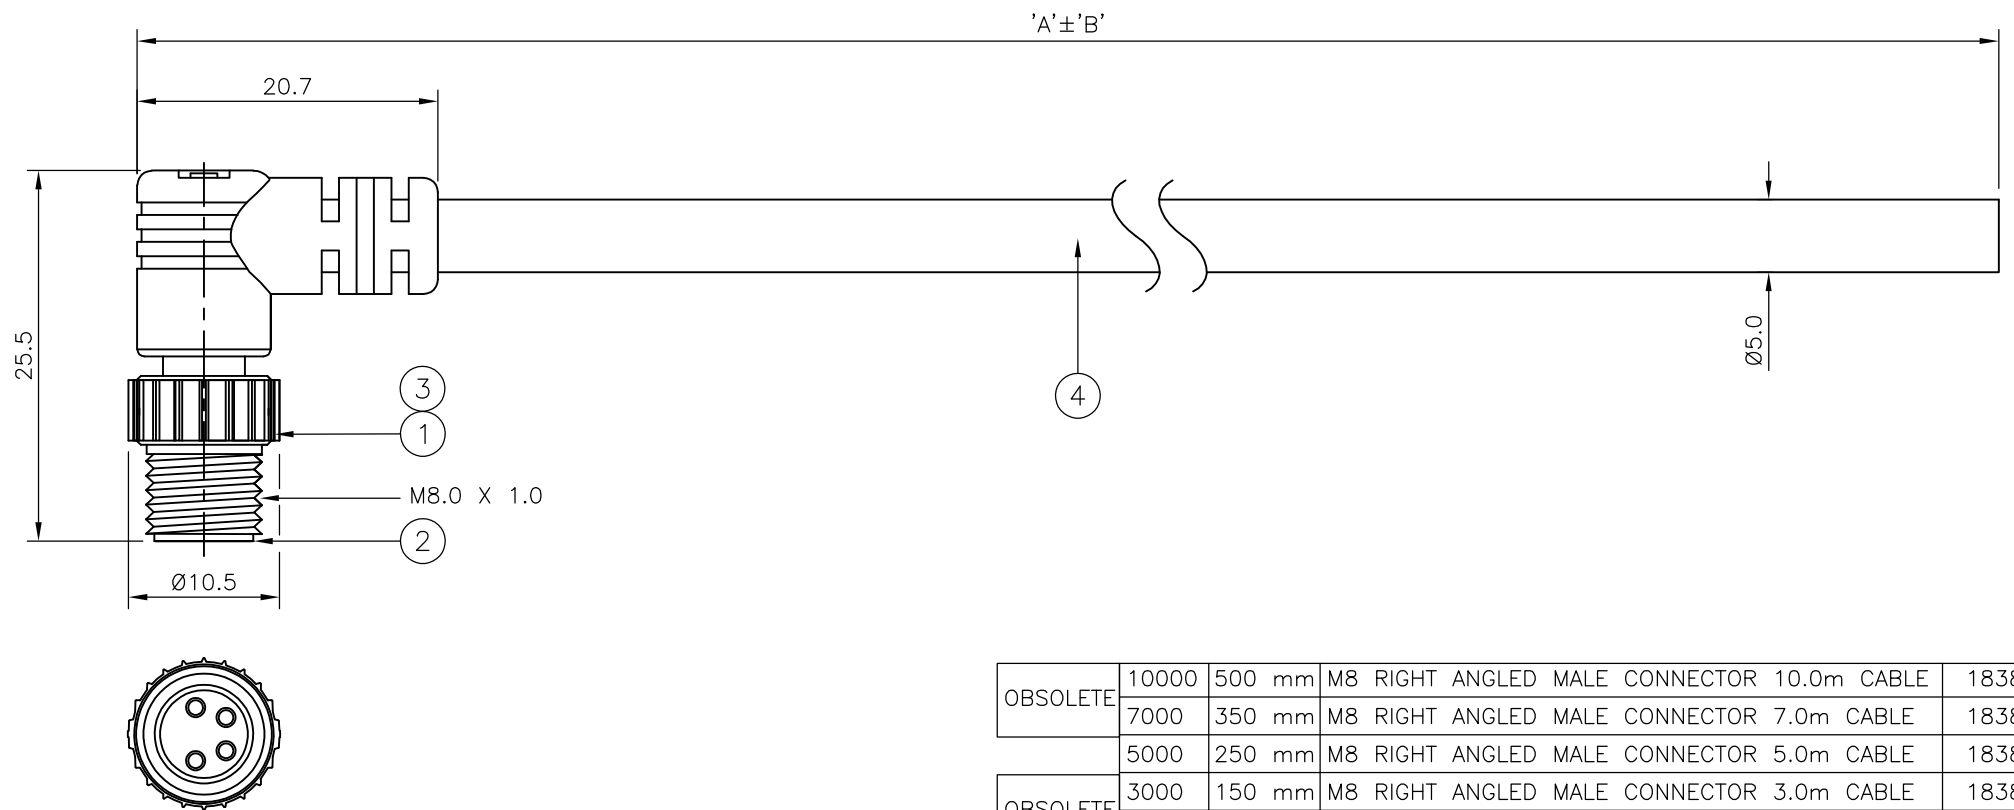 'A'±'B'
20.7
25.5
Ø5.0
3
4
1
M8.0 X 1.0
2
Ø10.5
OBSOLETE
10000 500 mm M8 RIGHT ANGLED MALE CONNECTOR 10.0m CABLE
7000 350 mm M8 RIGHT ANGLED MALE CONNECTOR 7.0m CABLE
5000 250 mm M8 RIGHT ANGLED MALE CONNECTOR 5.0m CABLE
OBSOLETE
3000 150 mm M8 RIGHT ANGLED MALE CONNECTOR 3.0m CABLE